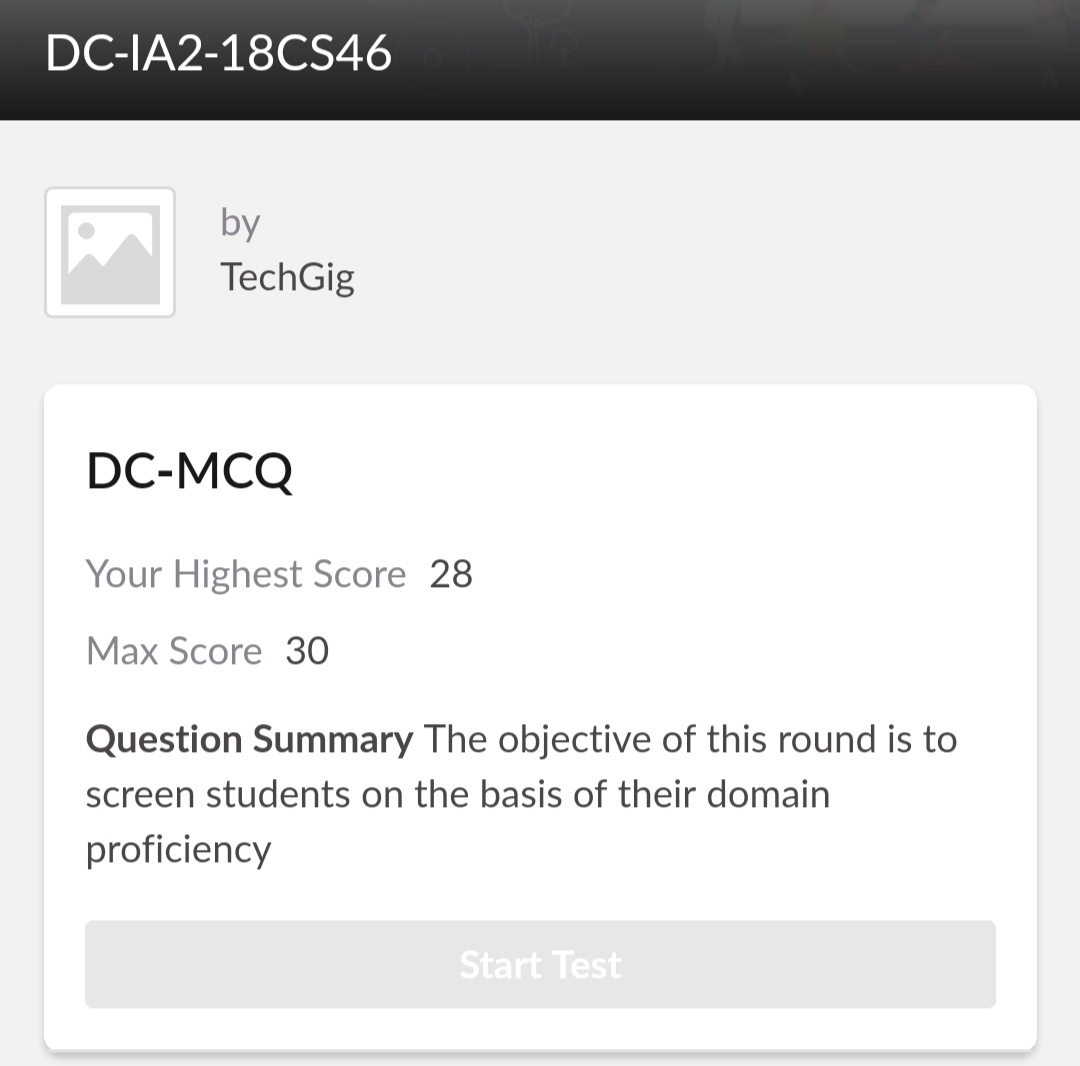 DC-IA2-18CS46
by
TechGig
DC-MCQ
Your Highest Score 28
Max Score 30
Question Summary The objective of this round is to
screen students on the basis of their domain
proficiency
Start Test